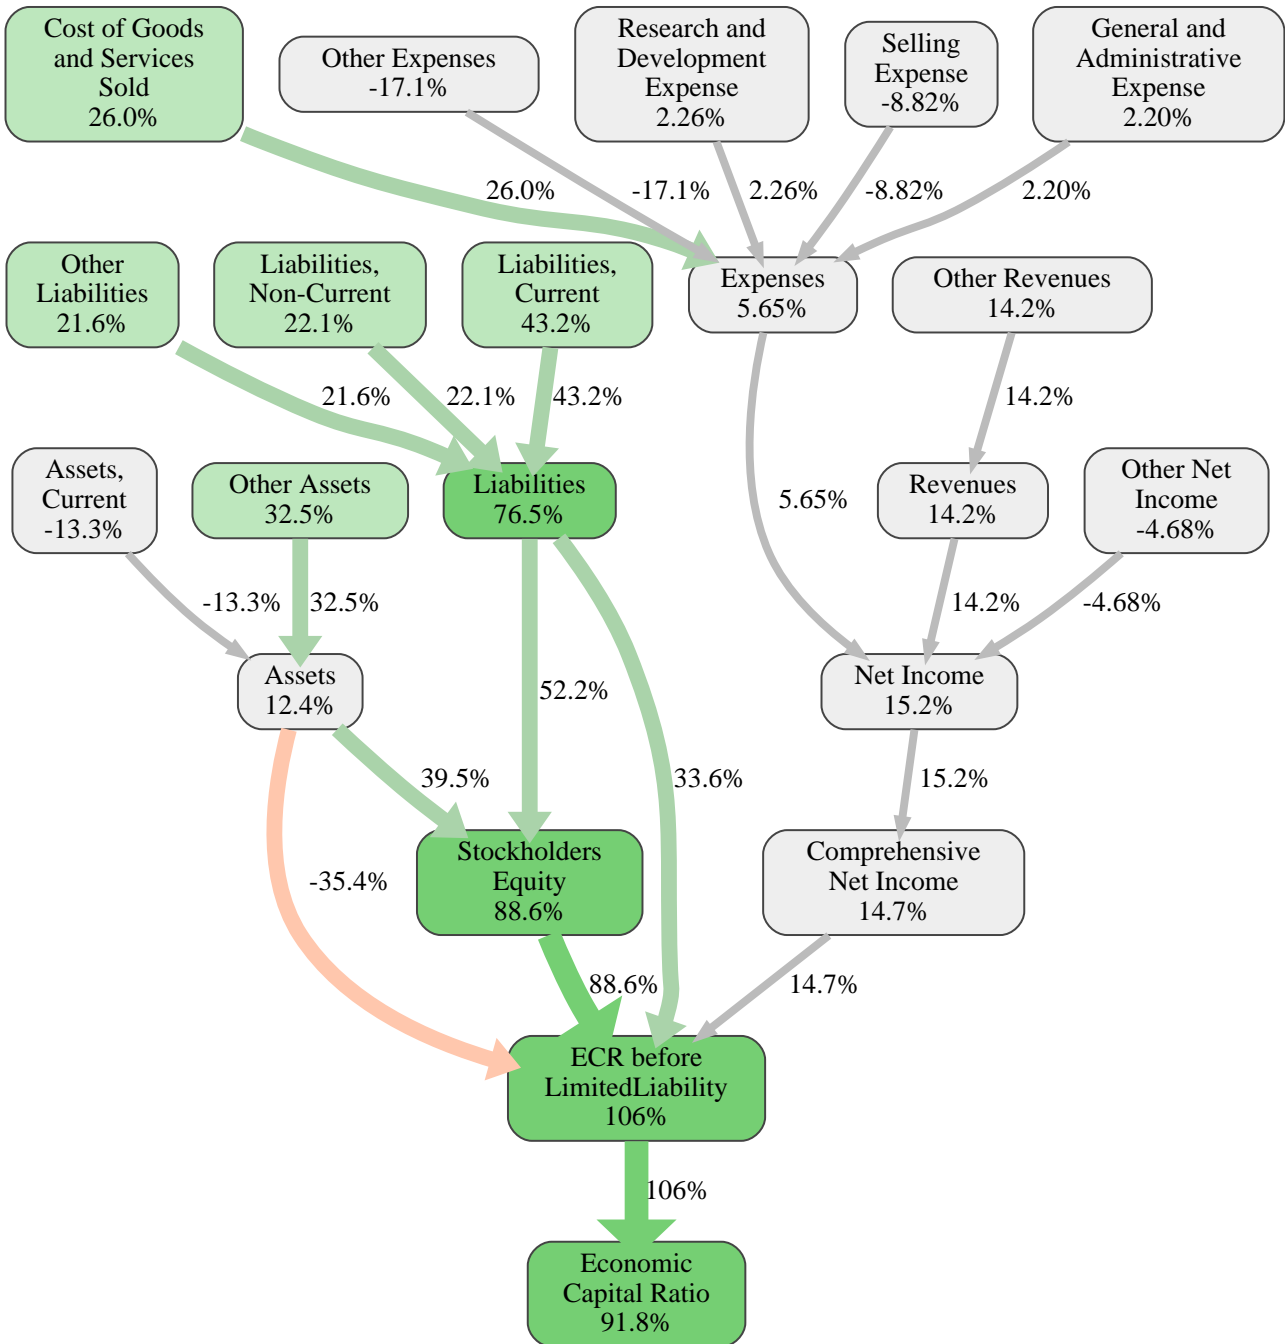 Cost of Goods
and Services
Sold
26.0%
Other Expenses
-17.1%
Research and
Development
Expense
2.26%
Selling
Expense
-8.82%
General and
Administrative
Expense
2.20%
26.0%
-17.1%
2.26%
-8.82%
2.20%
Other
Liabilities
21.6%
Liabilities,
Non-Current
22.1%
Liabilities,
Current
43.2%
Expenses
5.65%
Other Revenues
14.2%
21.6%
22.1%
43.2%
14.2%
Assets,
Current
-13.3%
Other Assets
32.5%
Liabilities
76.5%
5.65%
Revenues
14.2%
Other Net
Income
-4.68%
-13.3%
32.5%
14.2%
-4.68%
Assets
12.4%
52.2%
Net Income
15.2%
39.5%
33.6%
15.2%
-35.4%
Stockholders
Equity
88.6%
Comprehensive
Net Income
14.7%
88.6%
14.7%
ECR before
LimitedLiability
106%
106%
Economic
Capital Ratio
91.8%